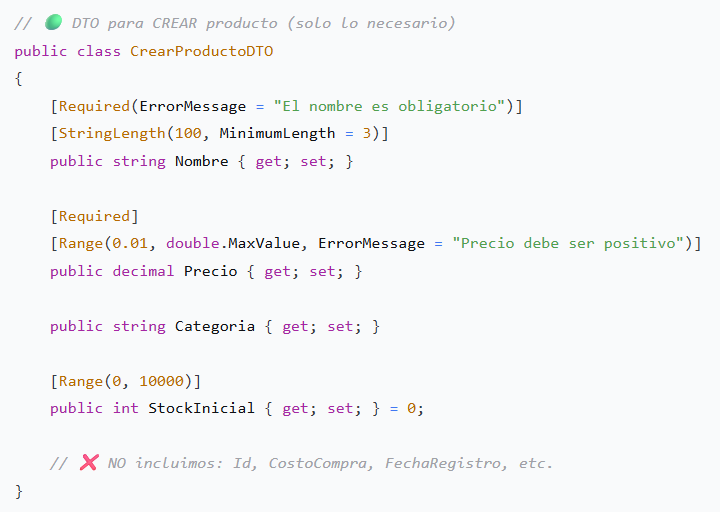 // 🟢 DTO para CREAR producto (solo lo necesario)
public class CrearProductoDTO
{
    [Required(ErrorMessage = "El nombre es obligatorio")]
    [StringLength(100, MinimumLength = 3)]
    public string Nombre { get; set; }

    [Required]
    [Range(0.01, double.MaxValue, ErrorMessage = "Precio debe ser positivo")]
    public decimal Precio { get; set; }

    public string Categoria { get; set; }

    [Range(0, 10000)]
    public int StockInicial { get; set; } = 0;

    // ❌ NO incluimos: Id, CostoCompra, FechaRegistro, etc.
}